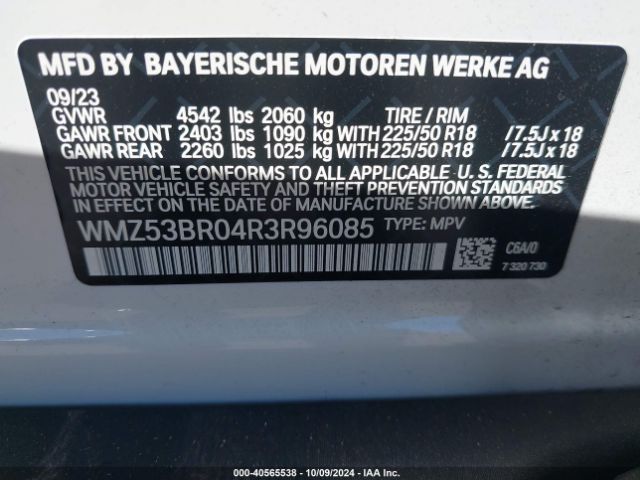 MFD BY BAYERISCHE MOTOREN WERKE AG
09/23
GVWR 4542 lbs 2060 kg TIRE / RIM
GAWR FRONT 2403 lbs 1090 kg WITH 225/50 R18 /7.5J x 18
GAWR REAR 2260 lbs 1025 kg WITH 225/50 R18 /7.5J x 18
THIS VEHICLE CONFORMS TO ALL APPLICABLE U. S. FEDERAL
MOTOR VEHICLE SAFETY AND THEFT PREVENTION STANDARDS
IN EFFECT ON THE DATE OF MANUFACTURE SHOWN ABOVE.
WMZ53BR04R3R96085 TYPE: MPV
C6A/0
7 320 730
000-40565538 - 10/09/2024 - IAA